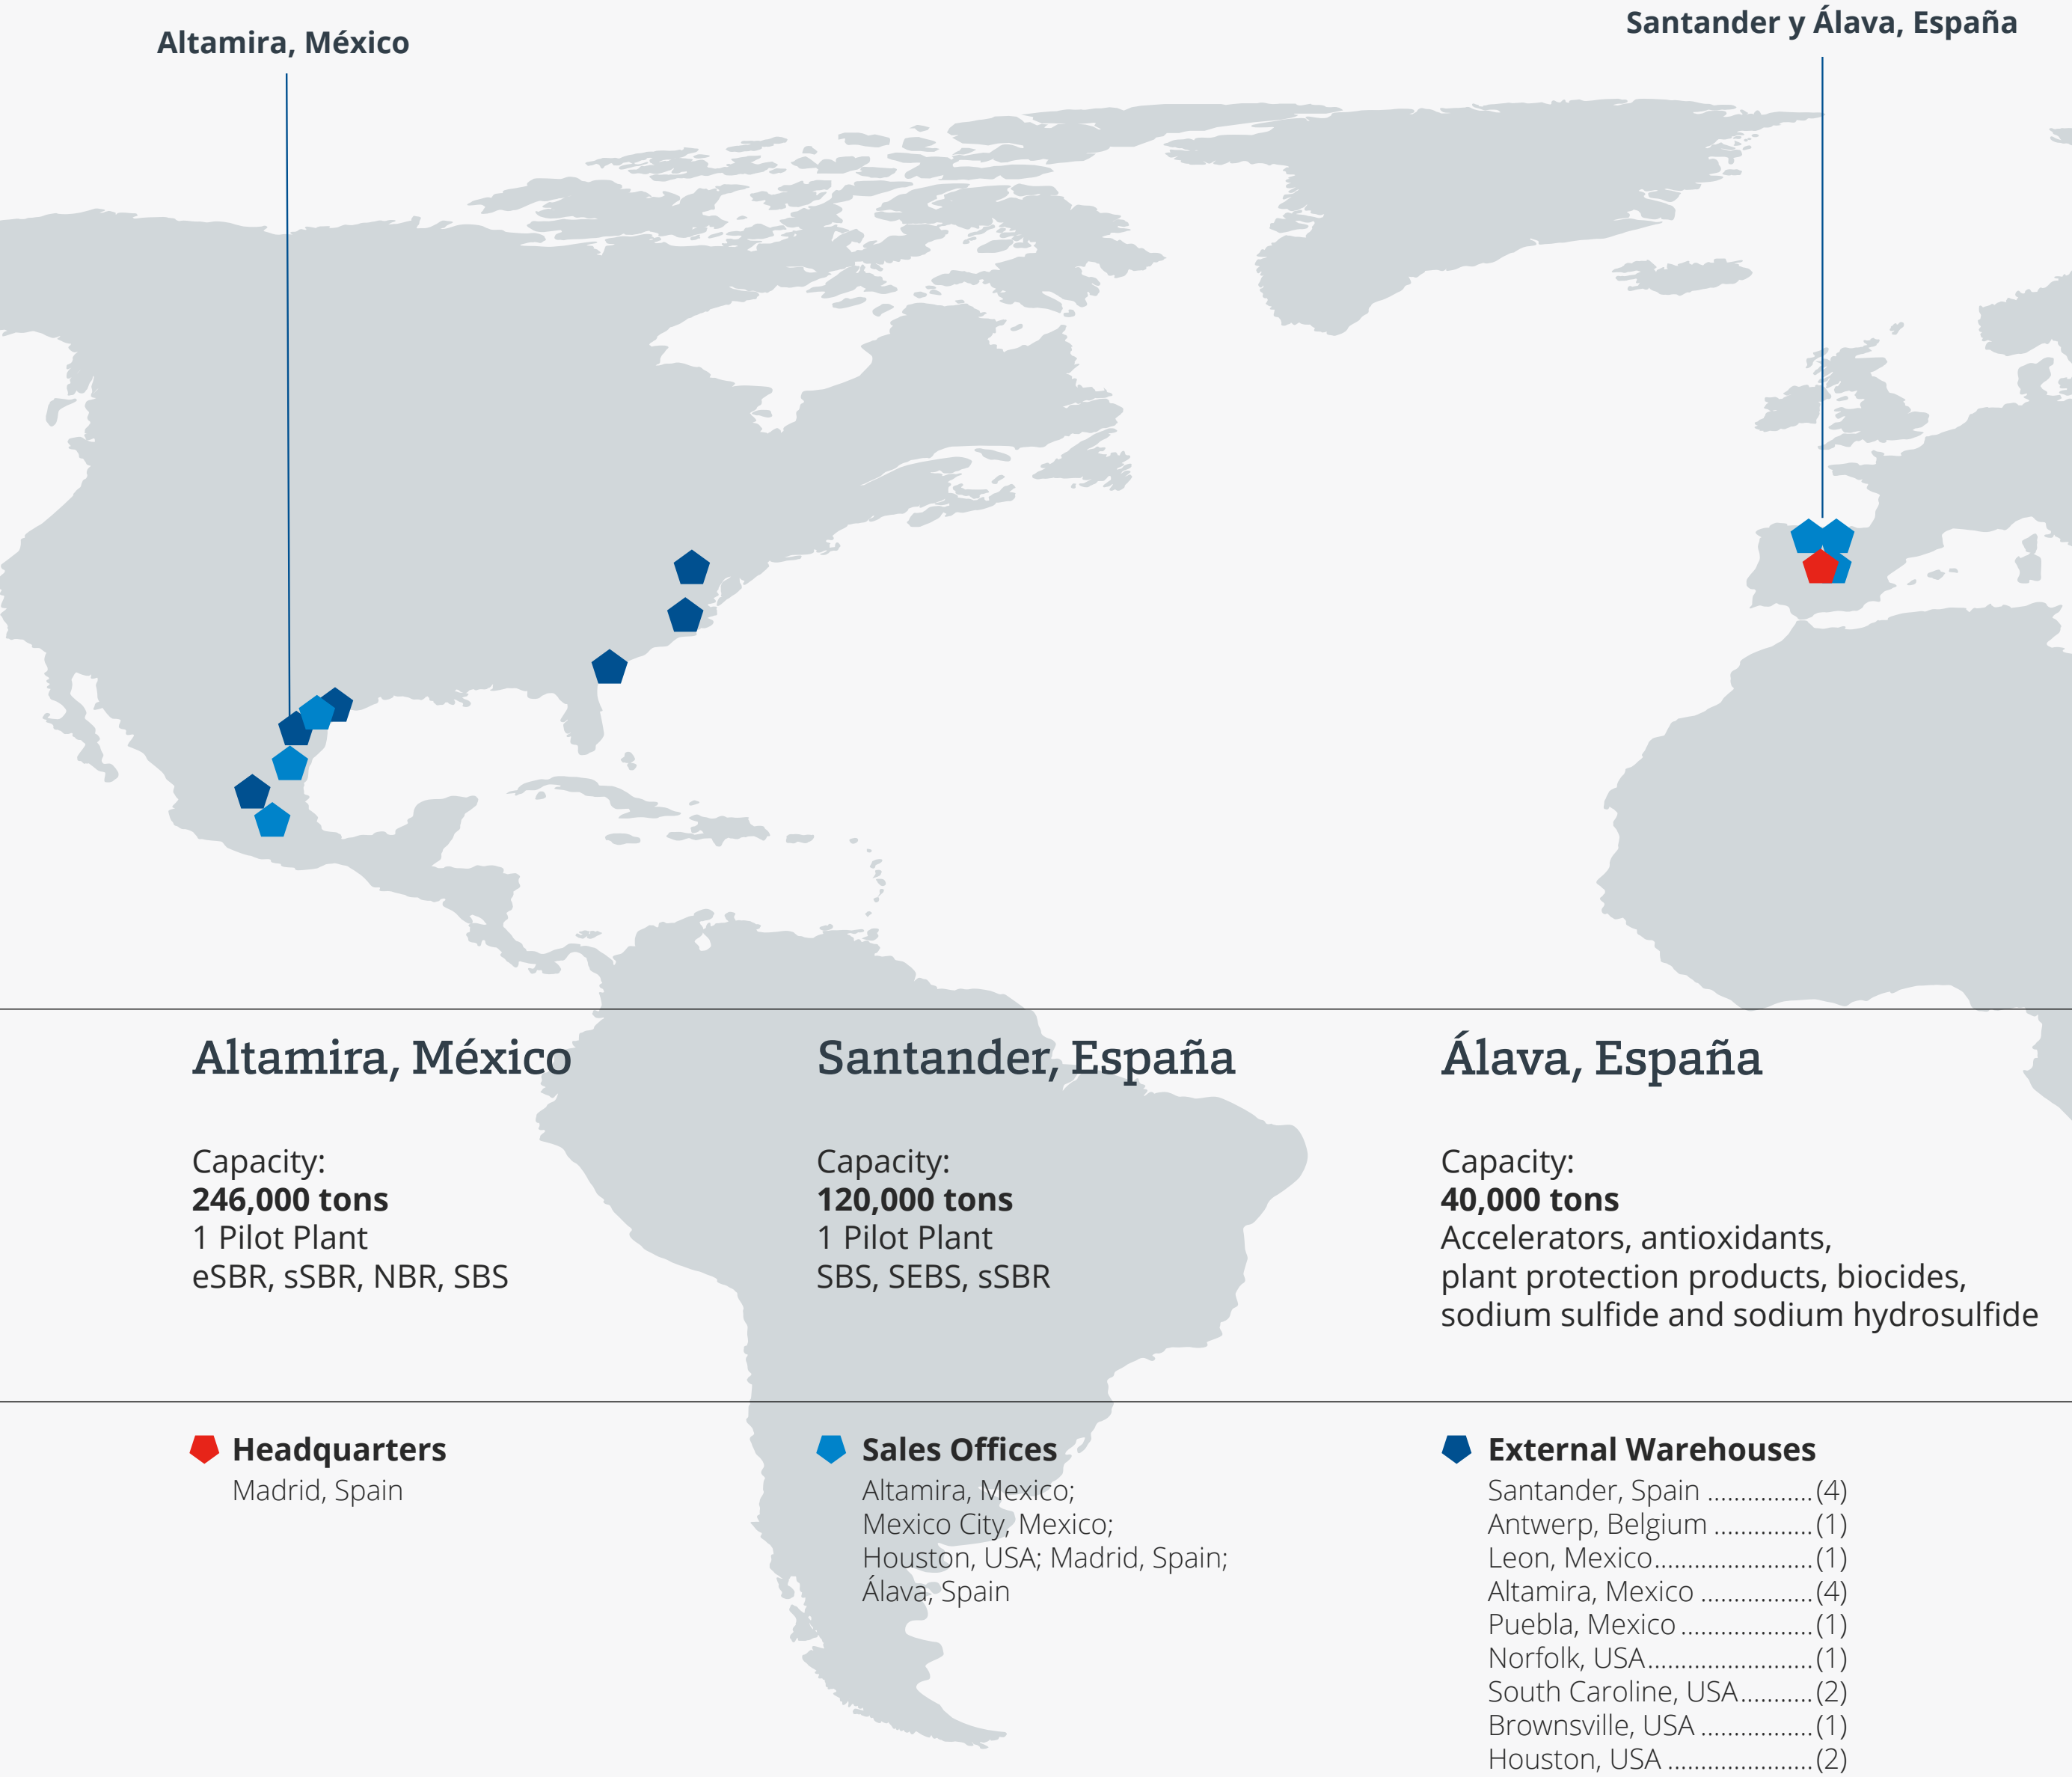 Altamira, México
Santander y Álava, España
Altamira, México
Capacity:
246,000 tons
1 Pilot Plant
eSBR, sSBR, NBR, SBS
Santander, España
Capacity:
120,000 tons
1 Pilot Plant
SBS, SEBS, sSBR
Álava, España
Capacity:
40,000 tons
Accelerators, antioxidants,
plant protection products, biocides,
sodium sulfide and sodium hydrosulfide
Headquarters
Madrid, Spain
Sales Offices
Altamira, Mexico;
Mexico City, Mexico;
Houston, USA; Madrid, Spain;
Álava, Spain
External Warehouses
Santander, Spain ................(4)
Antwerp, Belgium ...............(1)
Leon, Mexico........................(1)
Altamira, Mexico .................(4)
Puebla, Mexico ....................(1)
Norfolk, USA.........................(1)
South Caroline, USA...........(2)
Brownsville, USA .................(1)
Houston, USA ......................(2)